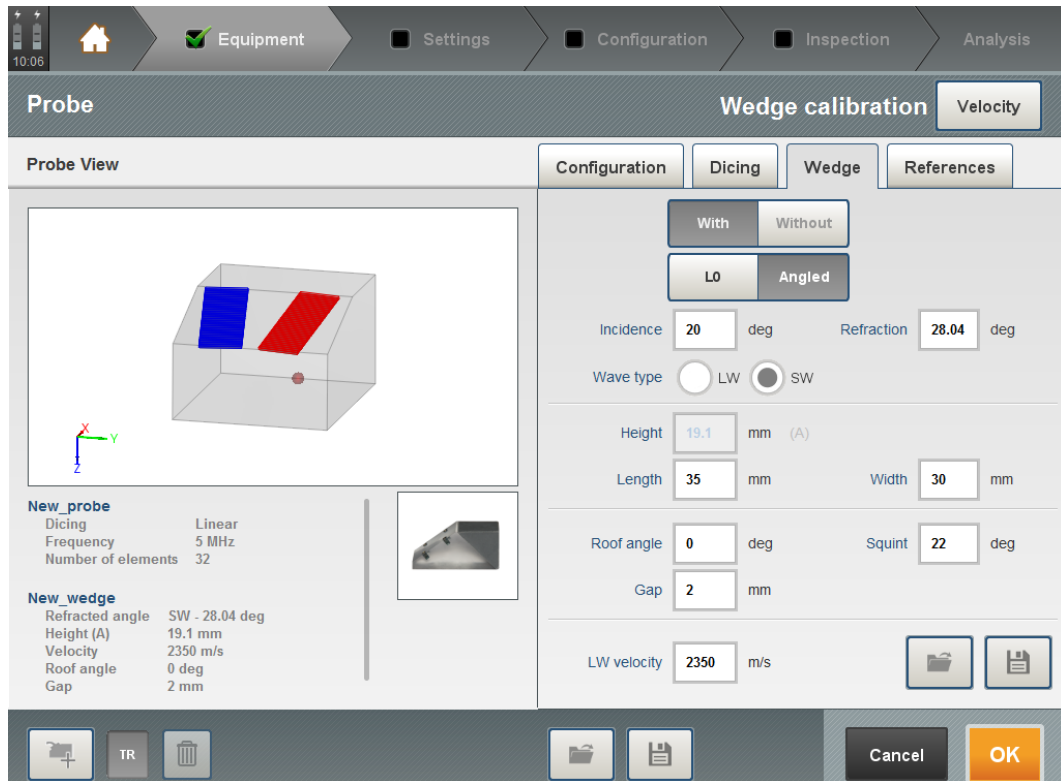 10:06
Equipment
Settings
Configuration
Inspection
Analysis
Probe
Wedge calibration
Velocity
Probe View
Configuration
Dicing
Wedge
References
With
Without
L0
Angled
Incidence 20 deg
Refraction 28.04 deg
Wave type LW SW
Height 19.1 mm (A)
Length 35 mm
Width 30 mm
Roof angle 0 deg
Squint 22 deg
Gap 2 mm
LW velocity 2350 m/s
X
Y
Z
New_probe
Dicing Linear
Frequency 5 MHz
Number of elements 32
New_wedge
Refracted angle SW - 28.04 deg
Height (A) 19.1 mm
Velocity 2350 m/s
Roof angle 0 deg
Gap 2 mm
TR
Cancel
OK